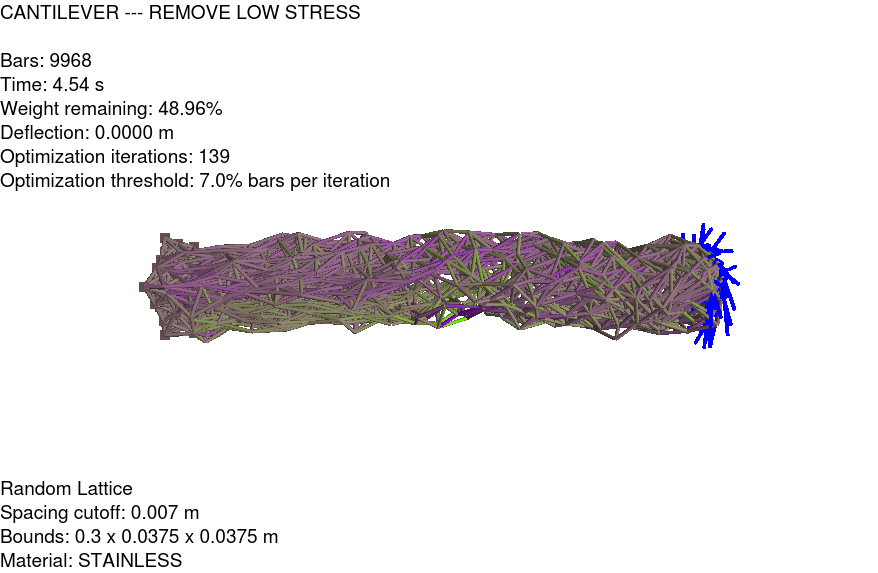 CANTILEVER --- REMOVE LOW STRESS
Bars: 9968
Time: 4.54 s
Weight remaining: 48.96%
Deflection: 0.0000 m
Optimization iterations: 139
Optimization threshold: 7.0% bars per iteration
Random Lattice
Spacing cutoff: 0.007 m
Bounds: 0.3 x 0.0375 x 0.0375 m
Material: STAINLESS